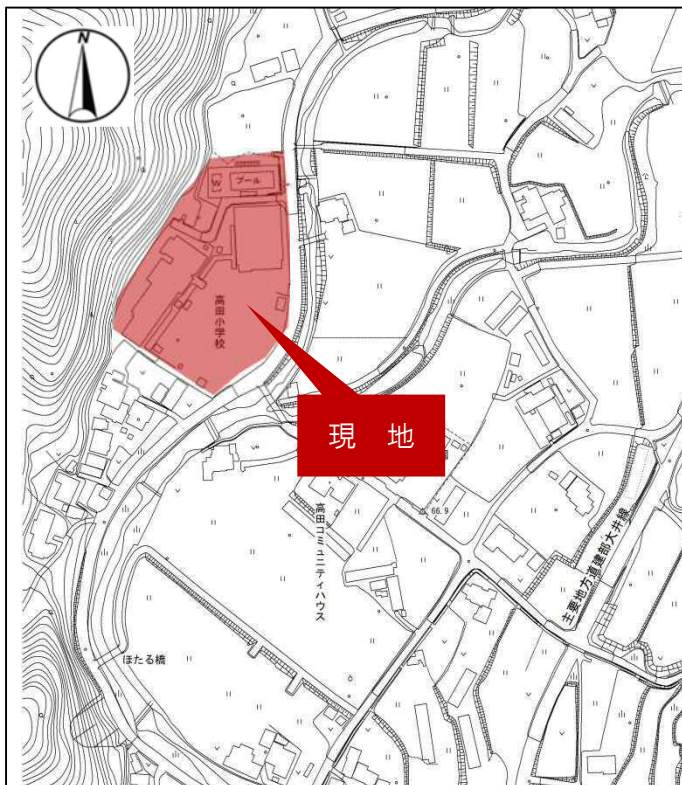 N
プール
W
高田小学校
現 地
66.9
高田コミュニティハウス
主要地方道建部大井線
ほたる橋